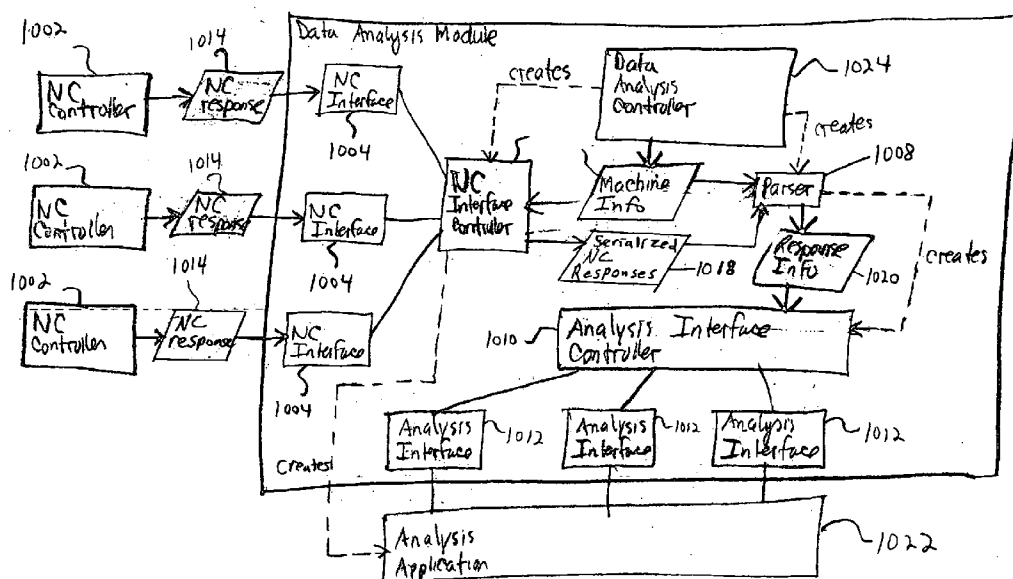 Data Analysis Module
1002
NC
Controller
1014
NC
response
NC
Interface
1004
creates
Data
Analysis
Controller
1024
creates
1002
NC
Controller
1014
NC
response
NC
Interface
1004
NC
Interface
Controller
Machine
Info
Parser
1008
Serialized
NC
Responses
1018
Response
Info
1020
creates
1002
NC
Controller
1014
NC
response
NC
Interface
1004
1010
Analysis Interface
Controller
Analysis
Interface
1012
Analysis
Interface
1012
Analysis
Interface
1012
Creates
Analysis
Application
1022